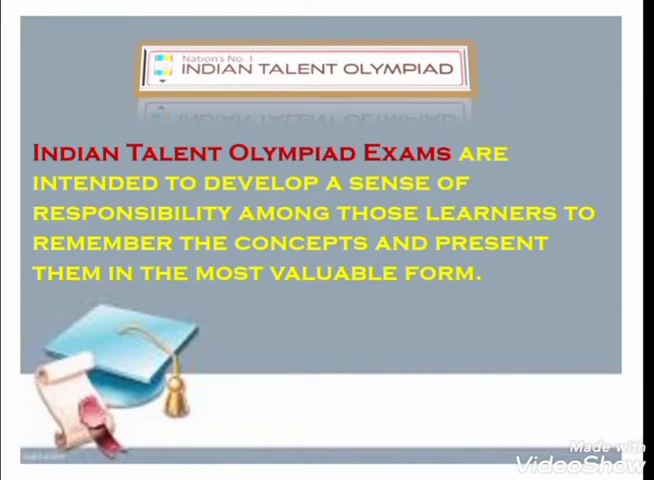 Nation's No. 1
INDIAN TALENT OLYMPIAD
INDIAN TALENT OLYMPIAD EXAMS ARE
INTENDED TO DEVELOP A SENSE OF
RESPONSIBILITY AMONG THOSE LEARNERS TO
REMEMBER THE CONCEPTS AND PRESENT
THEM IN THE MOST VALUABLE FORM.
Made with
VideoShow